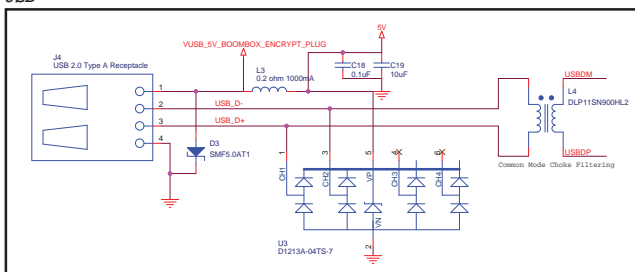 USB
5V
VUSB_5V_BOOMBOX_ENCRYPT_PLUG
J4
USB 2.0 Type A Receptacle
C18
0.1uF
C19
10uF
L3
0.2 ohm 1000mA
1
2
3
4
USB_D-
USB_D+
USBDM
L4
DLP11SN900HL2
USBDP
Common Mode Choke Filtering
D3
SMF5.0AT1
1
3
5
4
6
CH1
CH2
VP
CH3
CH4
VN
2
U3
D1213A-04TS-7